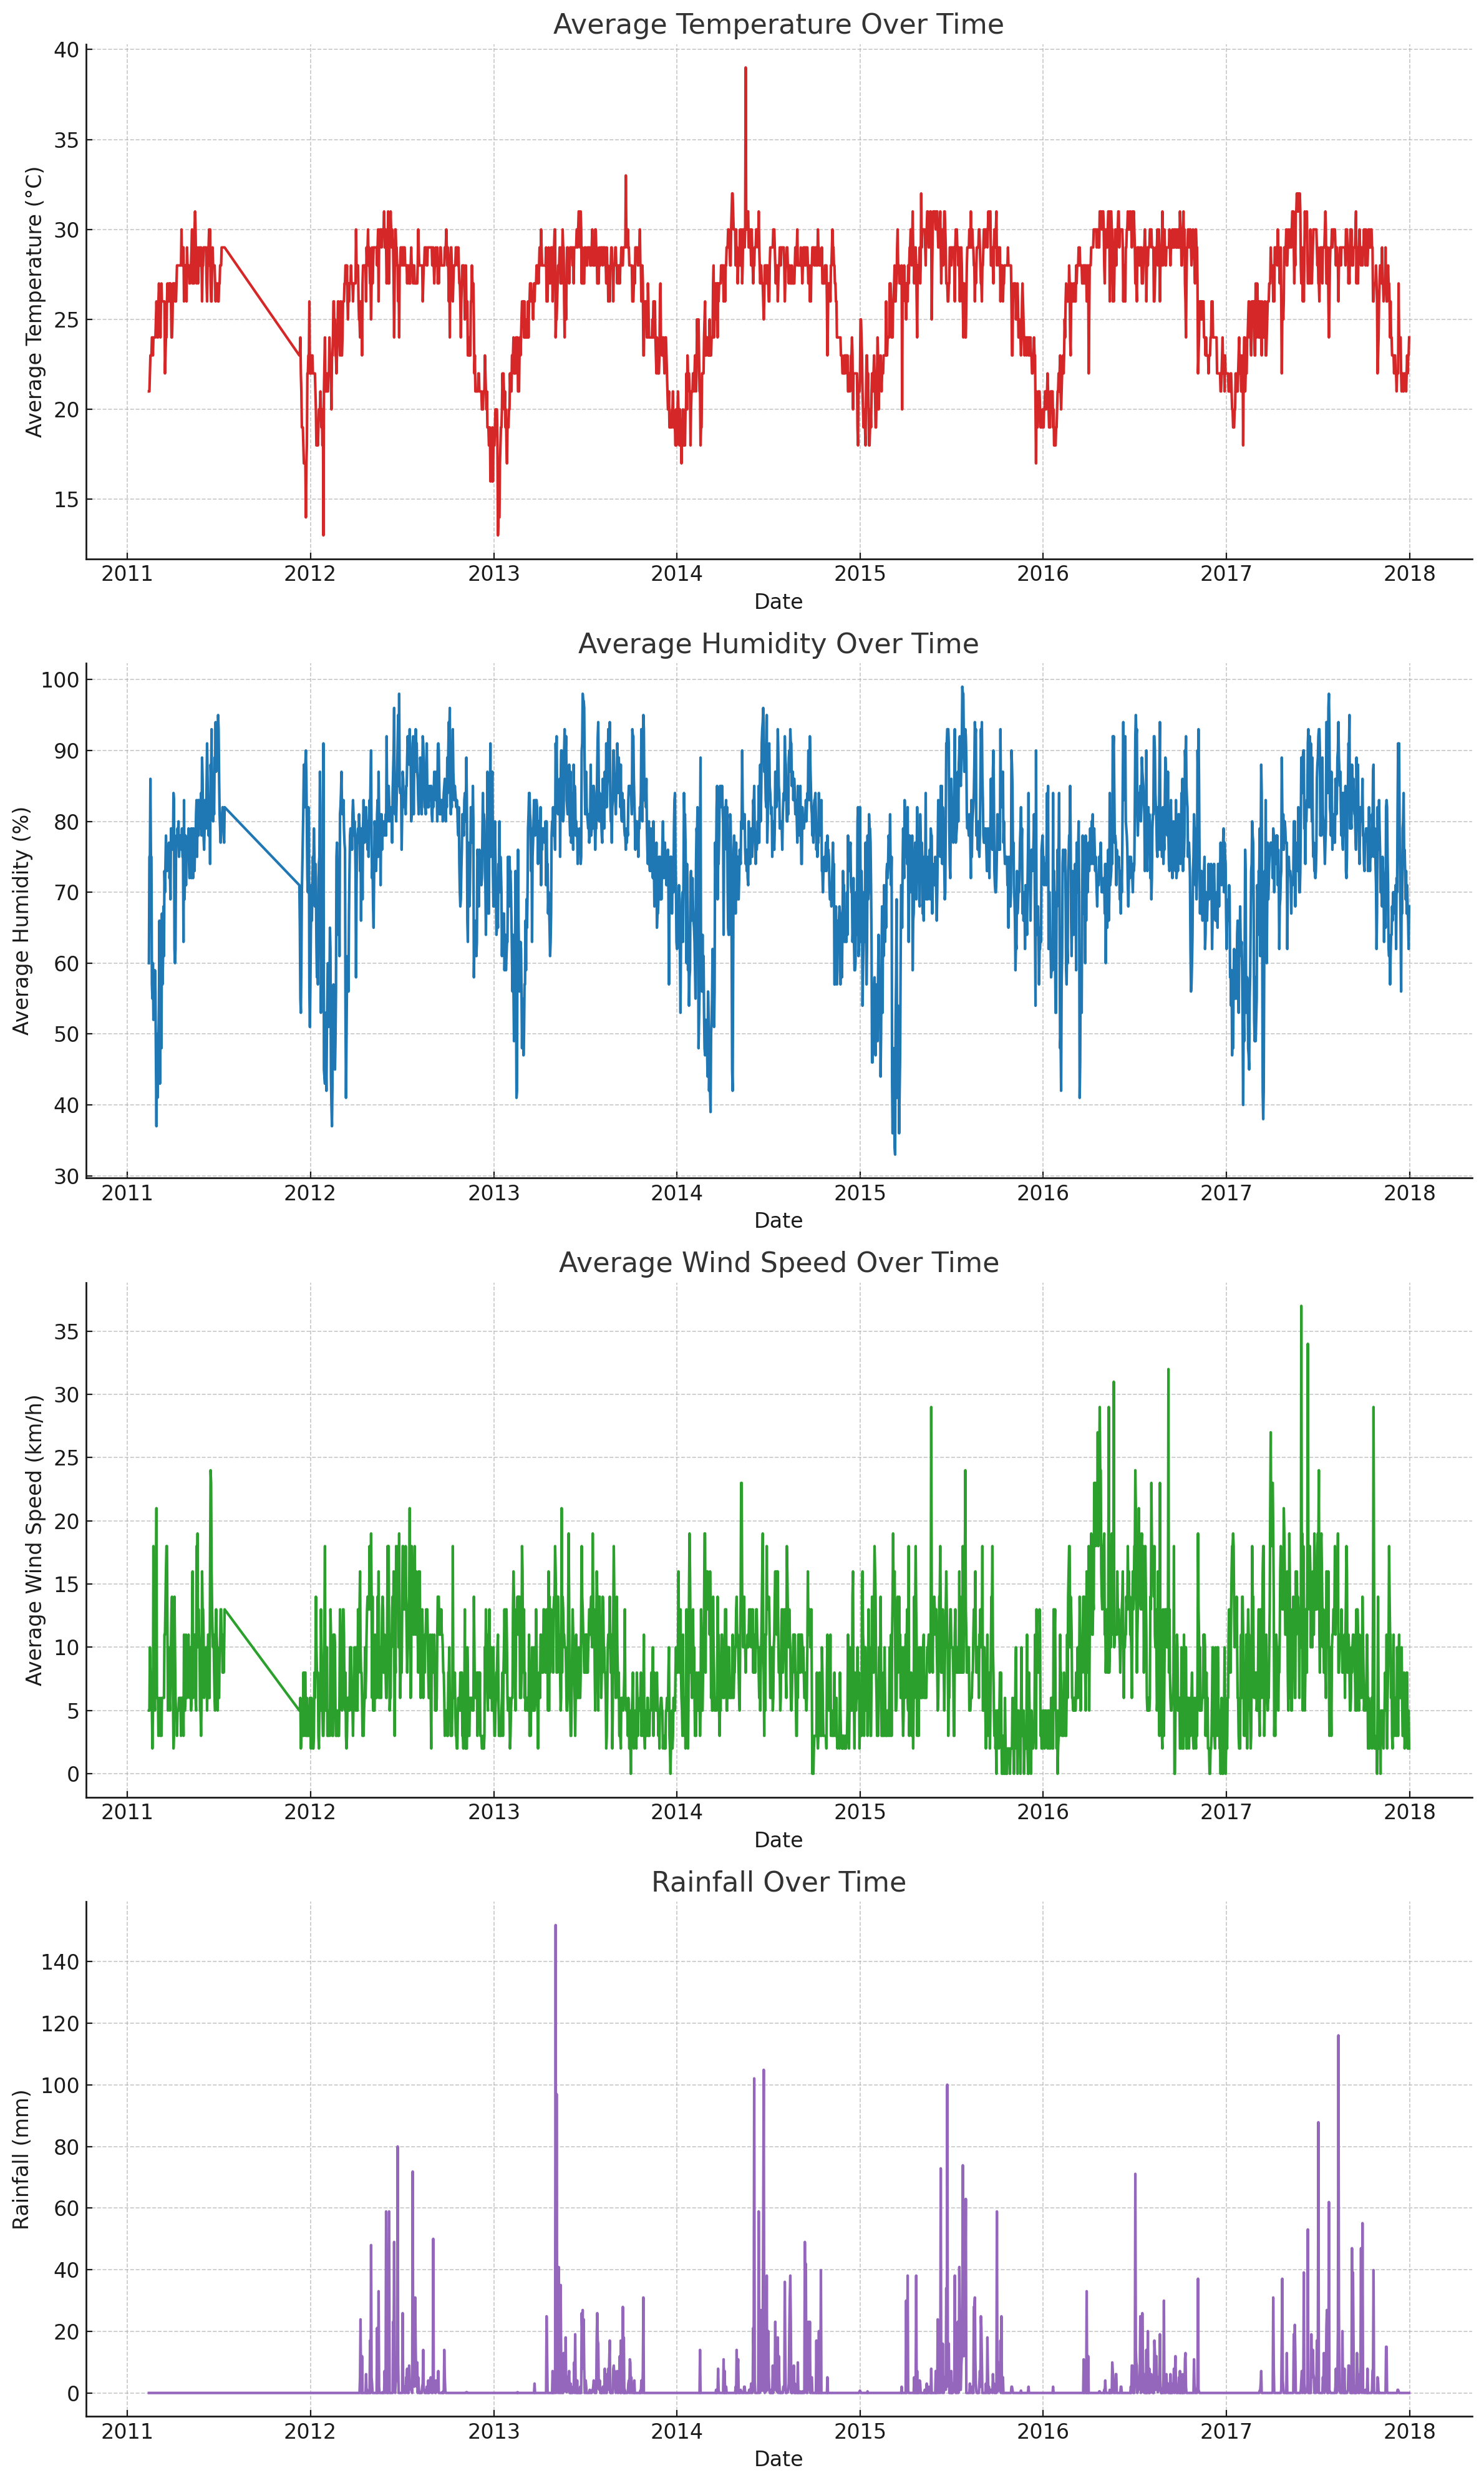 Average Temperature Over Time
Average Temperature (°C)
40
35
30
25
20
15
2011 2012 2013 2014 2015 2016 2017 2018
Date
Average Humidity Over Time
Average Humidity (%)
100
90
80
70
60
50
40
30
2011 2012 2013 2014 2015 2016 2017 2018
Date
Average Wind Speed Over Time
Average Wind Speed (km/h)
35
30
25
20
15
10
5
0
2011 2012 2013 2014 2015 2016 2017 2018
Date
Rainfall Over Time
Rainfall (mm)
140
120
100
80
60
40
20
0
2011 2012 2013 2014 2015 2016 2017 2018
Date